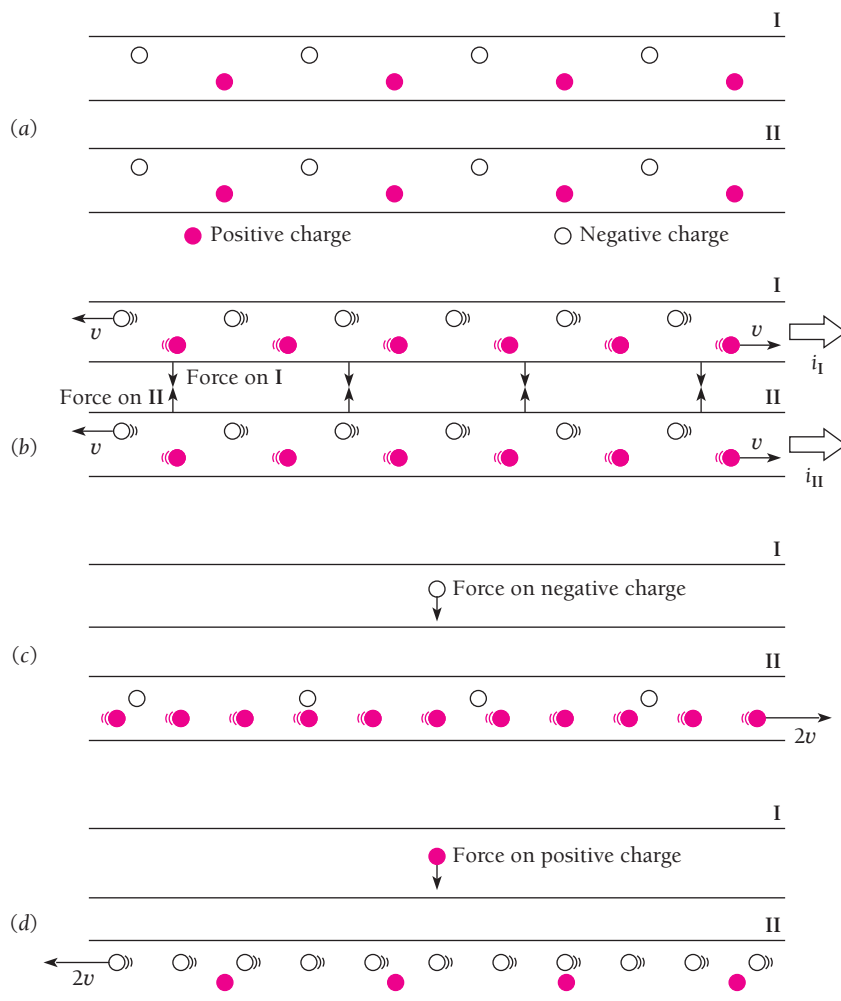 I
(a)
II
Positive charge Negative charge
I
v v
i_I
Force on I
Force on II
II
(b) v v
i_II
I
Force on negative charge
(c)
II
2v
I
Force on positive charge
(d)
II
2v